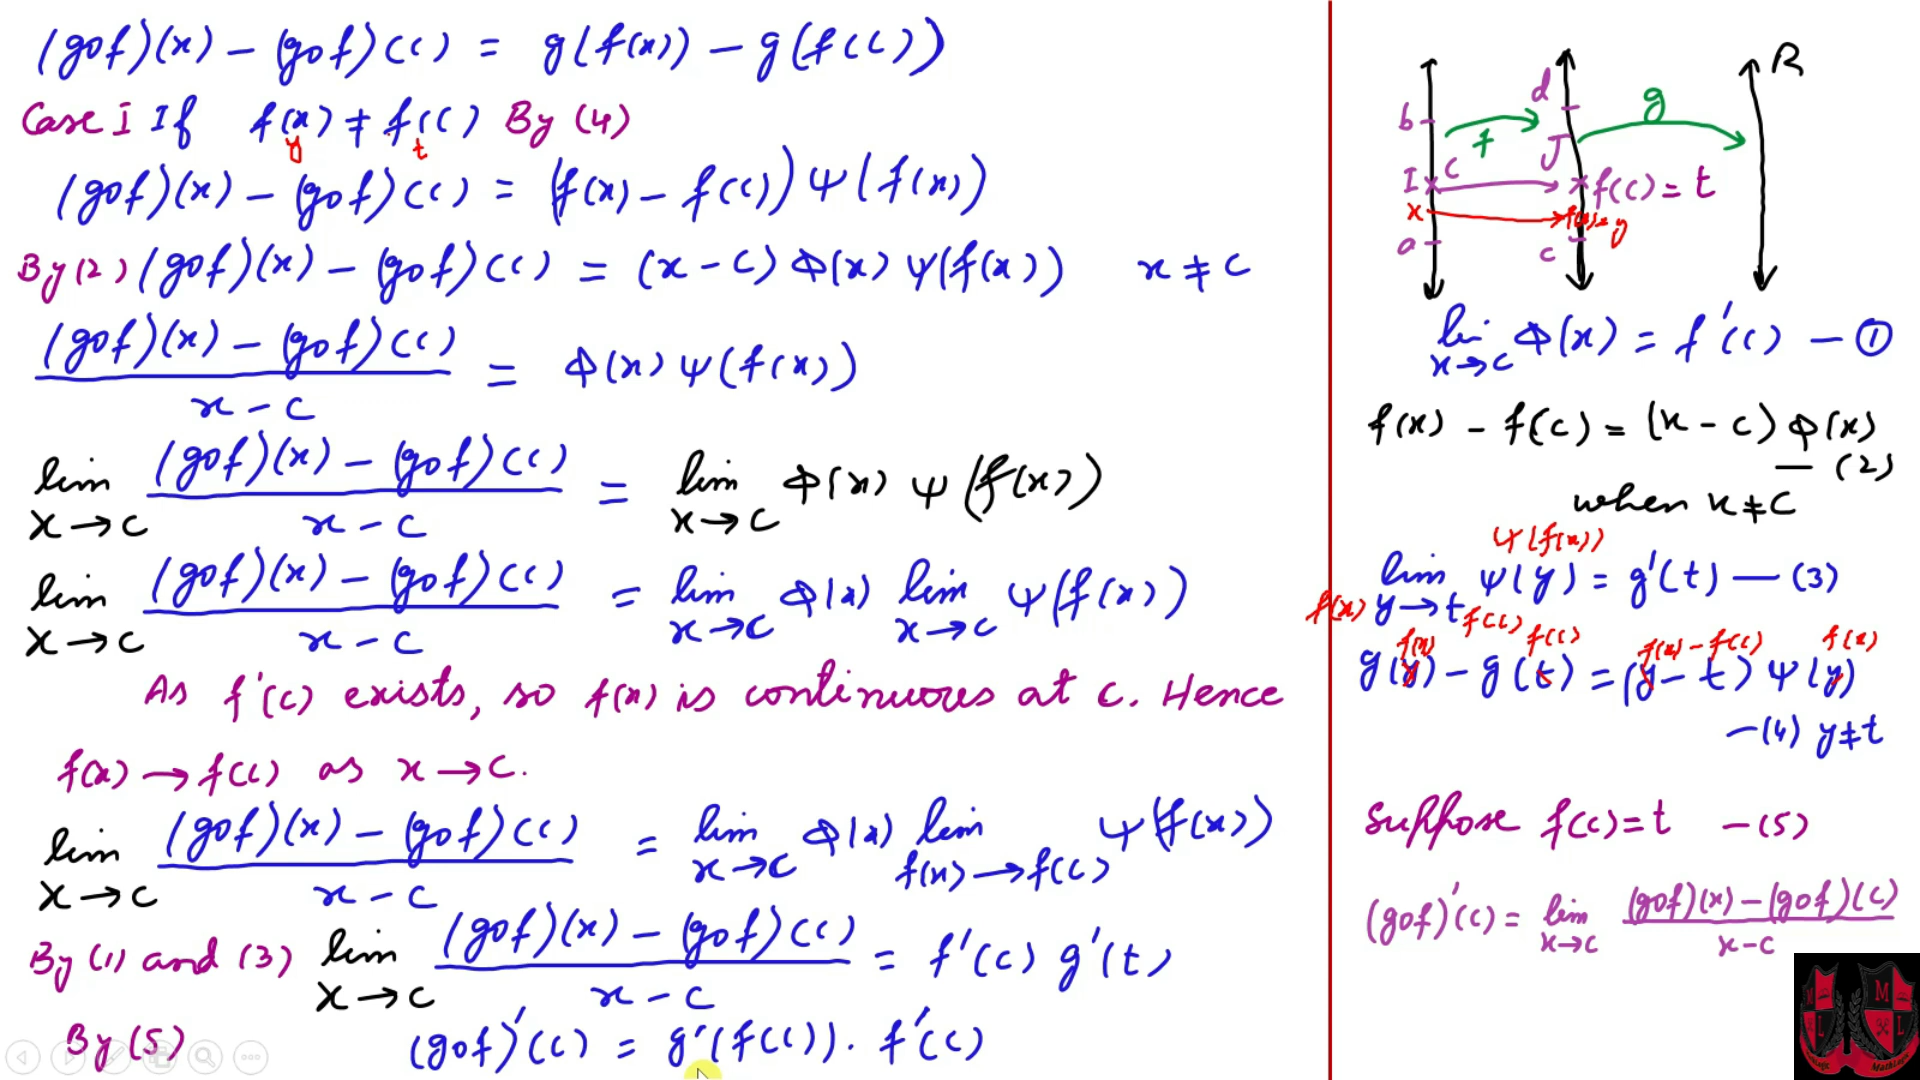 (gof)(x) - (gof)(c) = g(f(x)) - g(f(c))
Case I If f(x) ≠ f(c) By (4)
y t
(gof)(x) - (gof)(c) = (f(x) - f(c)) Ψ(f(x))
By (2) (gof)(x) - (gof)(c) = (x - c) Φ(x) Ψ(f(x)) x ≠ c
(gof)(x) - (gof)(c) / x - c = Φ(x) Ψ(f(x))
lim x→c (gof)(x) - (gof)(c) / x - c = lim x→c Φ(x) Ψ(f(x))
lim x→c (gof)(x) - (gof)(c) / x - c = lim x→c Φ(x) lim x→c Ψ(f(x))
As f'(c) exists, so f(x) is continuous at c. Hence
f(x) → f(c) as x → c.
lim x→c (gof)(x) - (gof)(c) / x - c = lim x→c Φ(x) lim f(x)→f(c) Ψ(f(x))
By (1) and (3) lim x→c (gof)(x) - (gof)(c) / x - c = f'(c) g'(t)
By (5) (gof)'(c) = g'(f(c)). f'(c)
R
b d g
f J
I c f(c) = t
x f(x) = y
a c
lim x→c Φ(x) = f'(c) - ①
f(x) - f(c) = (x - c) Φ(x)
- (2)
when x ≠ c
Ψ(f(x))
lim y→t Ψ(y) = g'(t) - (3)
f(x) f(c)
f(x) f(c) f(x) - f(c) f(x)
g(y) - g(t) = (y - t) Ψ(y)
- (4) y ≠ t
Suppose f(c) = t - (5)
(gof)'(c) = lim x→c (gof)(x) - (gof)(c) / x - c
M
L